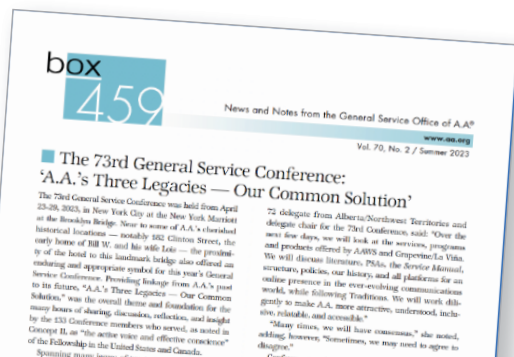 box
459
News and Notes from the General Service Office of A.A®
www.aa.org
Vol. 70, No. 2 / Summer 2023
The 73rd General Service Conference:
‘A.A.’s Three Legacies — Our Common Solution’
The 73rd General Service Conference was held from April
23-29, 2023, in New York City at the New York Marriott
at the Brooklyn Bridge. Near to some of A.A.’s cherished
historical locations — notably 182 Clinton Street, the
early home of Bill W. and his wife Lois — the proximi-
ty of the hotel to this landmark bridge also offered an
enduring and appropriate symbol for this year’s General
Service Conference. Providing linkage from A.A.’s past
to its future, “A.A.’s Three Legacies — Our Common
Solution,” was the overall theme and foundation for the
many hours of sharing, discussion, reflection, and insight
by the 133 Conference members who served, as noted in
Concept II, as “the active voice and effective conscience”
of the Fellowship in the United States and Canada.
Spanning many
72 delegate from Alberta/Northwest Territories and
delegate chair for the 73rd Conference, said: “Over the
next few days, we will look at the services, programs
and products offered by AAWS and Grapevine/La Viña.
We will discuss literature, PSAs, the Service Manual,
structure, policies, our history, and all platforms for an
online presence in the ever-evolving communications
world, while following Traditions. We will work dili-
gently to make A.A. more attractive, understood, inclu-
sive, relatable, and accessible.”
“Many times, we will have consensus,” she noted,
adding, however, “Sometimes, we may need to agree to
disagree.”